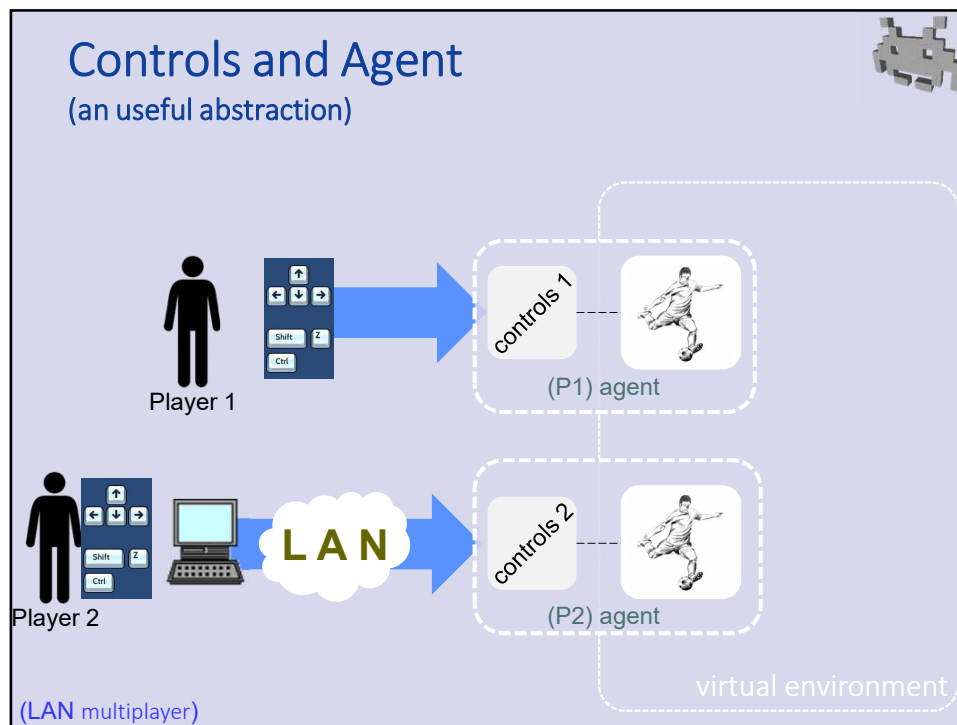 Controls and Agent
(an useful abstraction)
↑
← ↓ →
Shift Z
Ctrl
controls 1
(P1) agent
Player 1
↑
← ↓ →
Shift Z
Ctrl
LAN
controls 2
(P2) agent
Player 2
virtual environment
(LAN multiplayer)